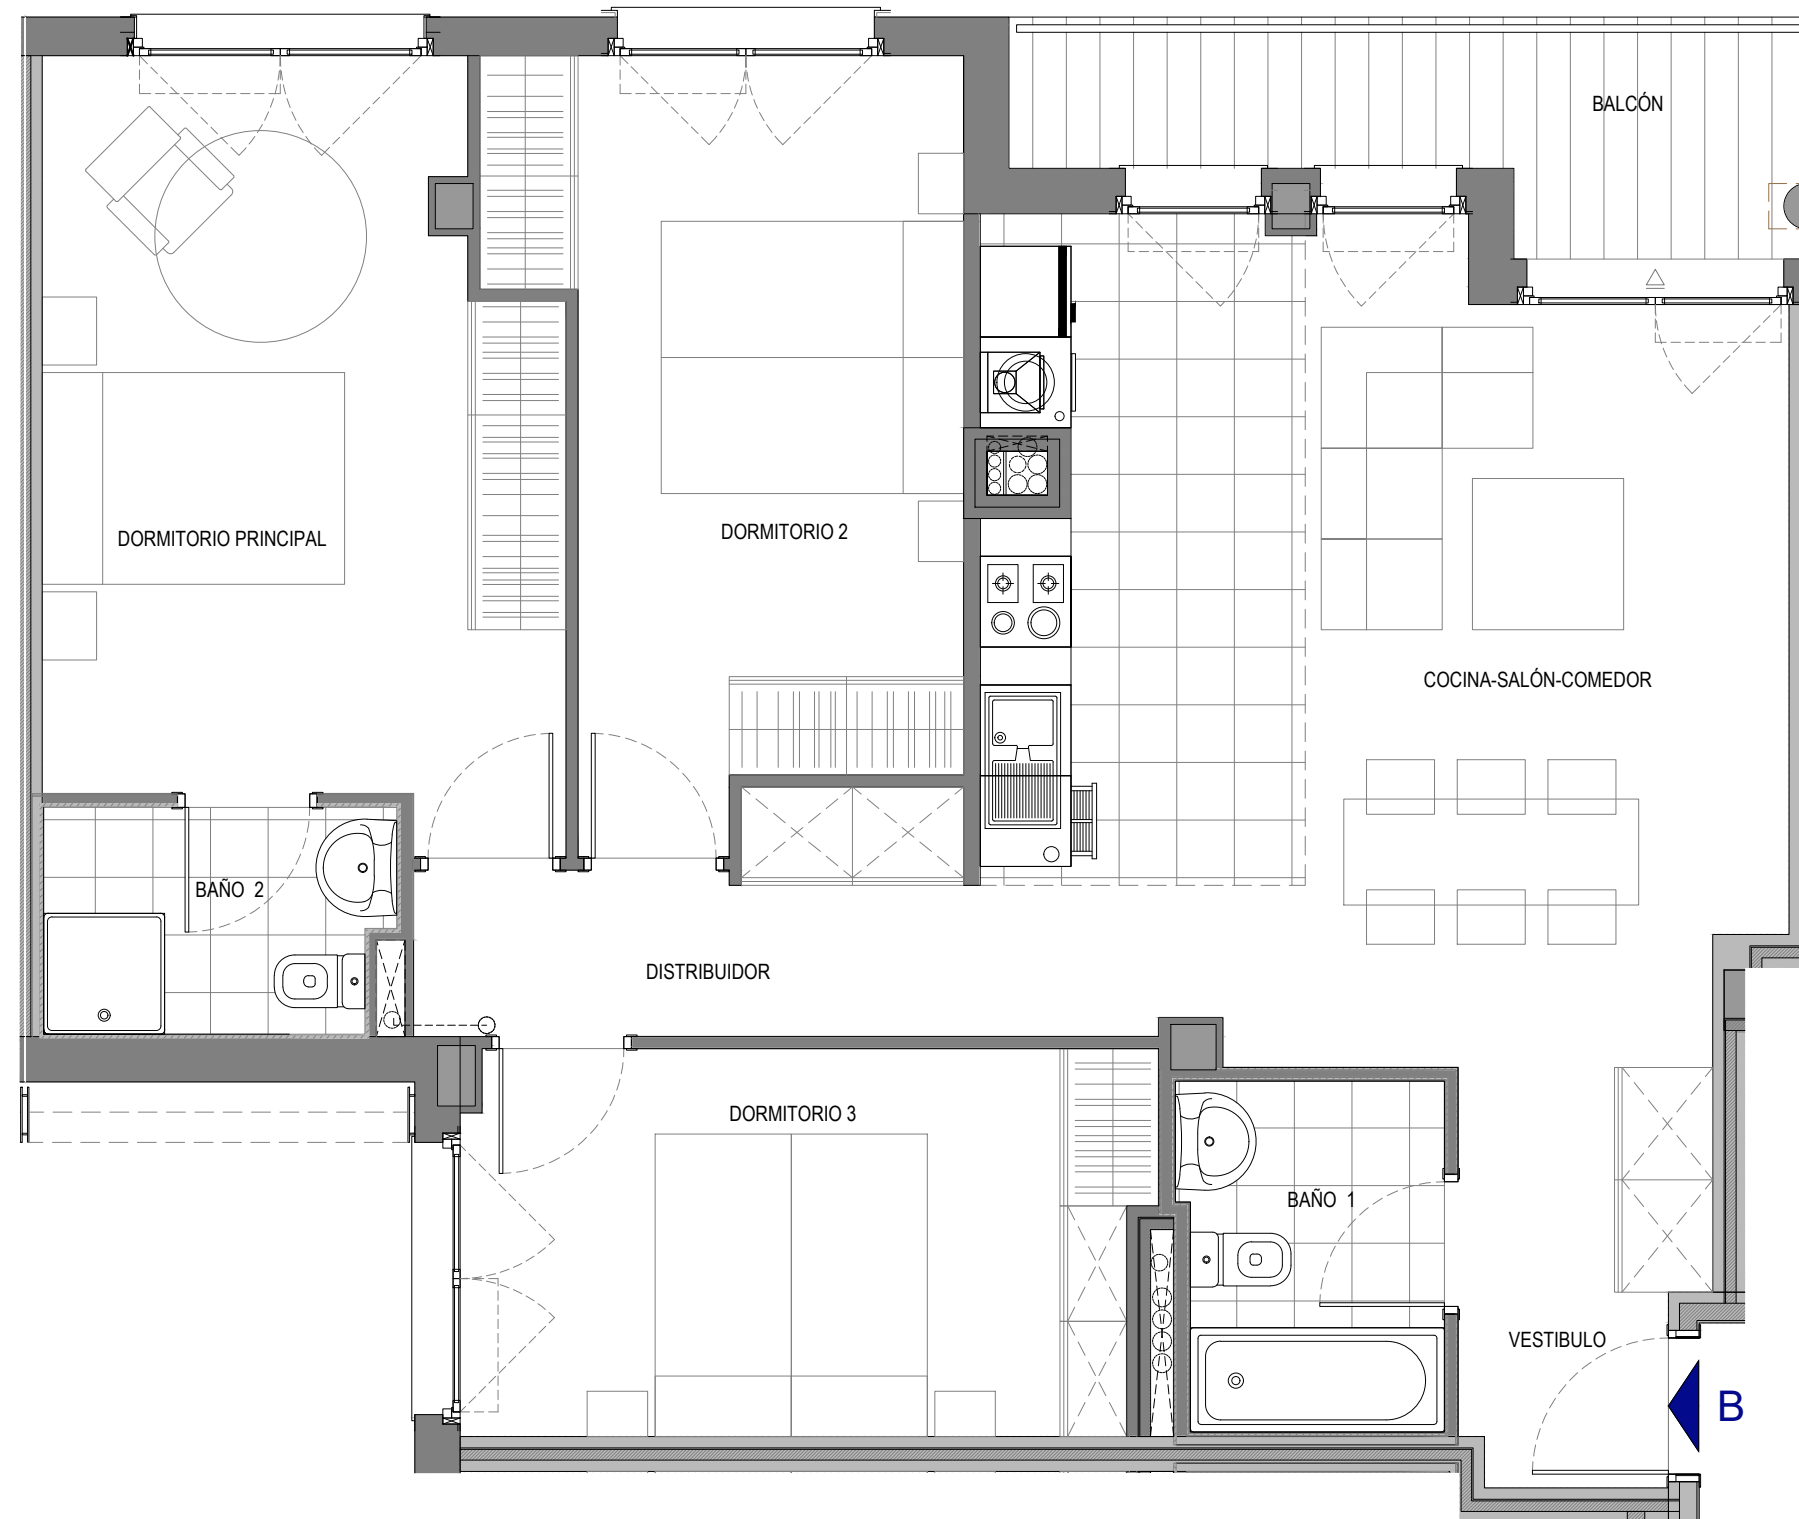 BALCÓN
DORMITORIO PRINCIPAL
DORMITORIO 2
COCINA-SALÓN-COMEDOR
BAÑO 2
DISTRIBUIDOR
DORMITORIO 3
BAÑO 1
VESTIBULO
B